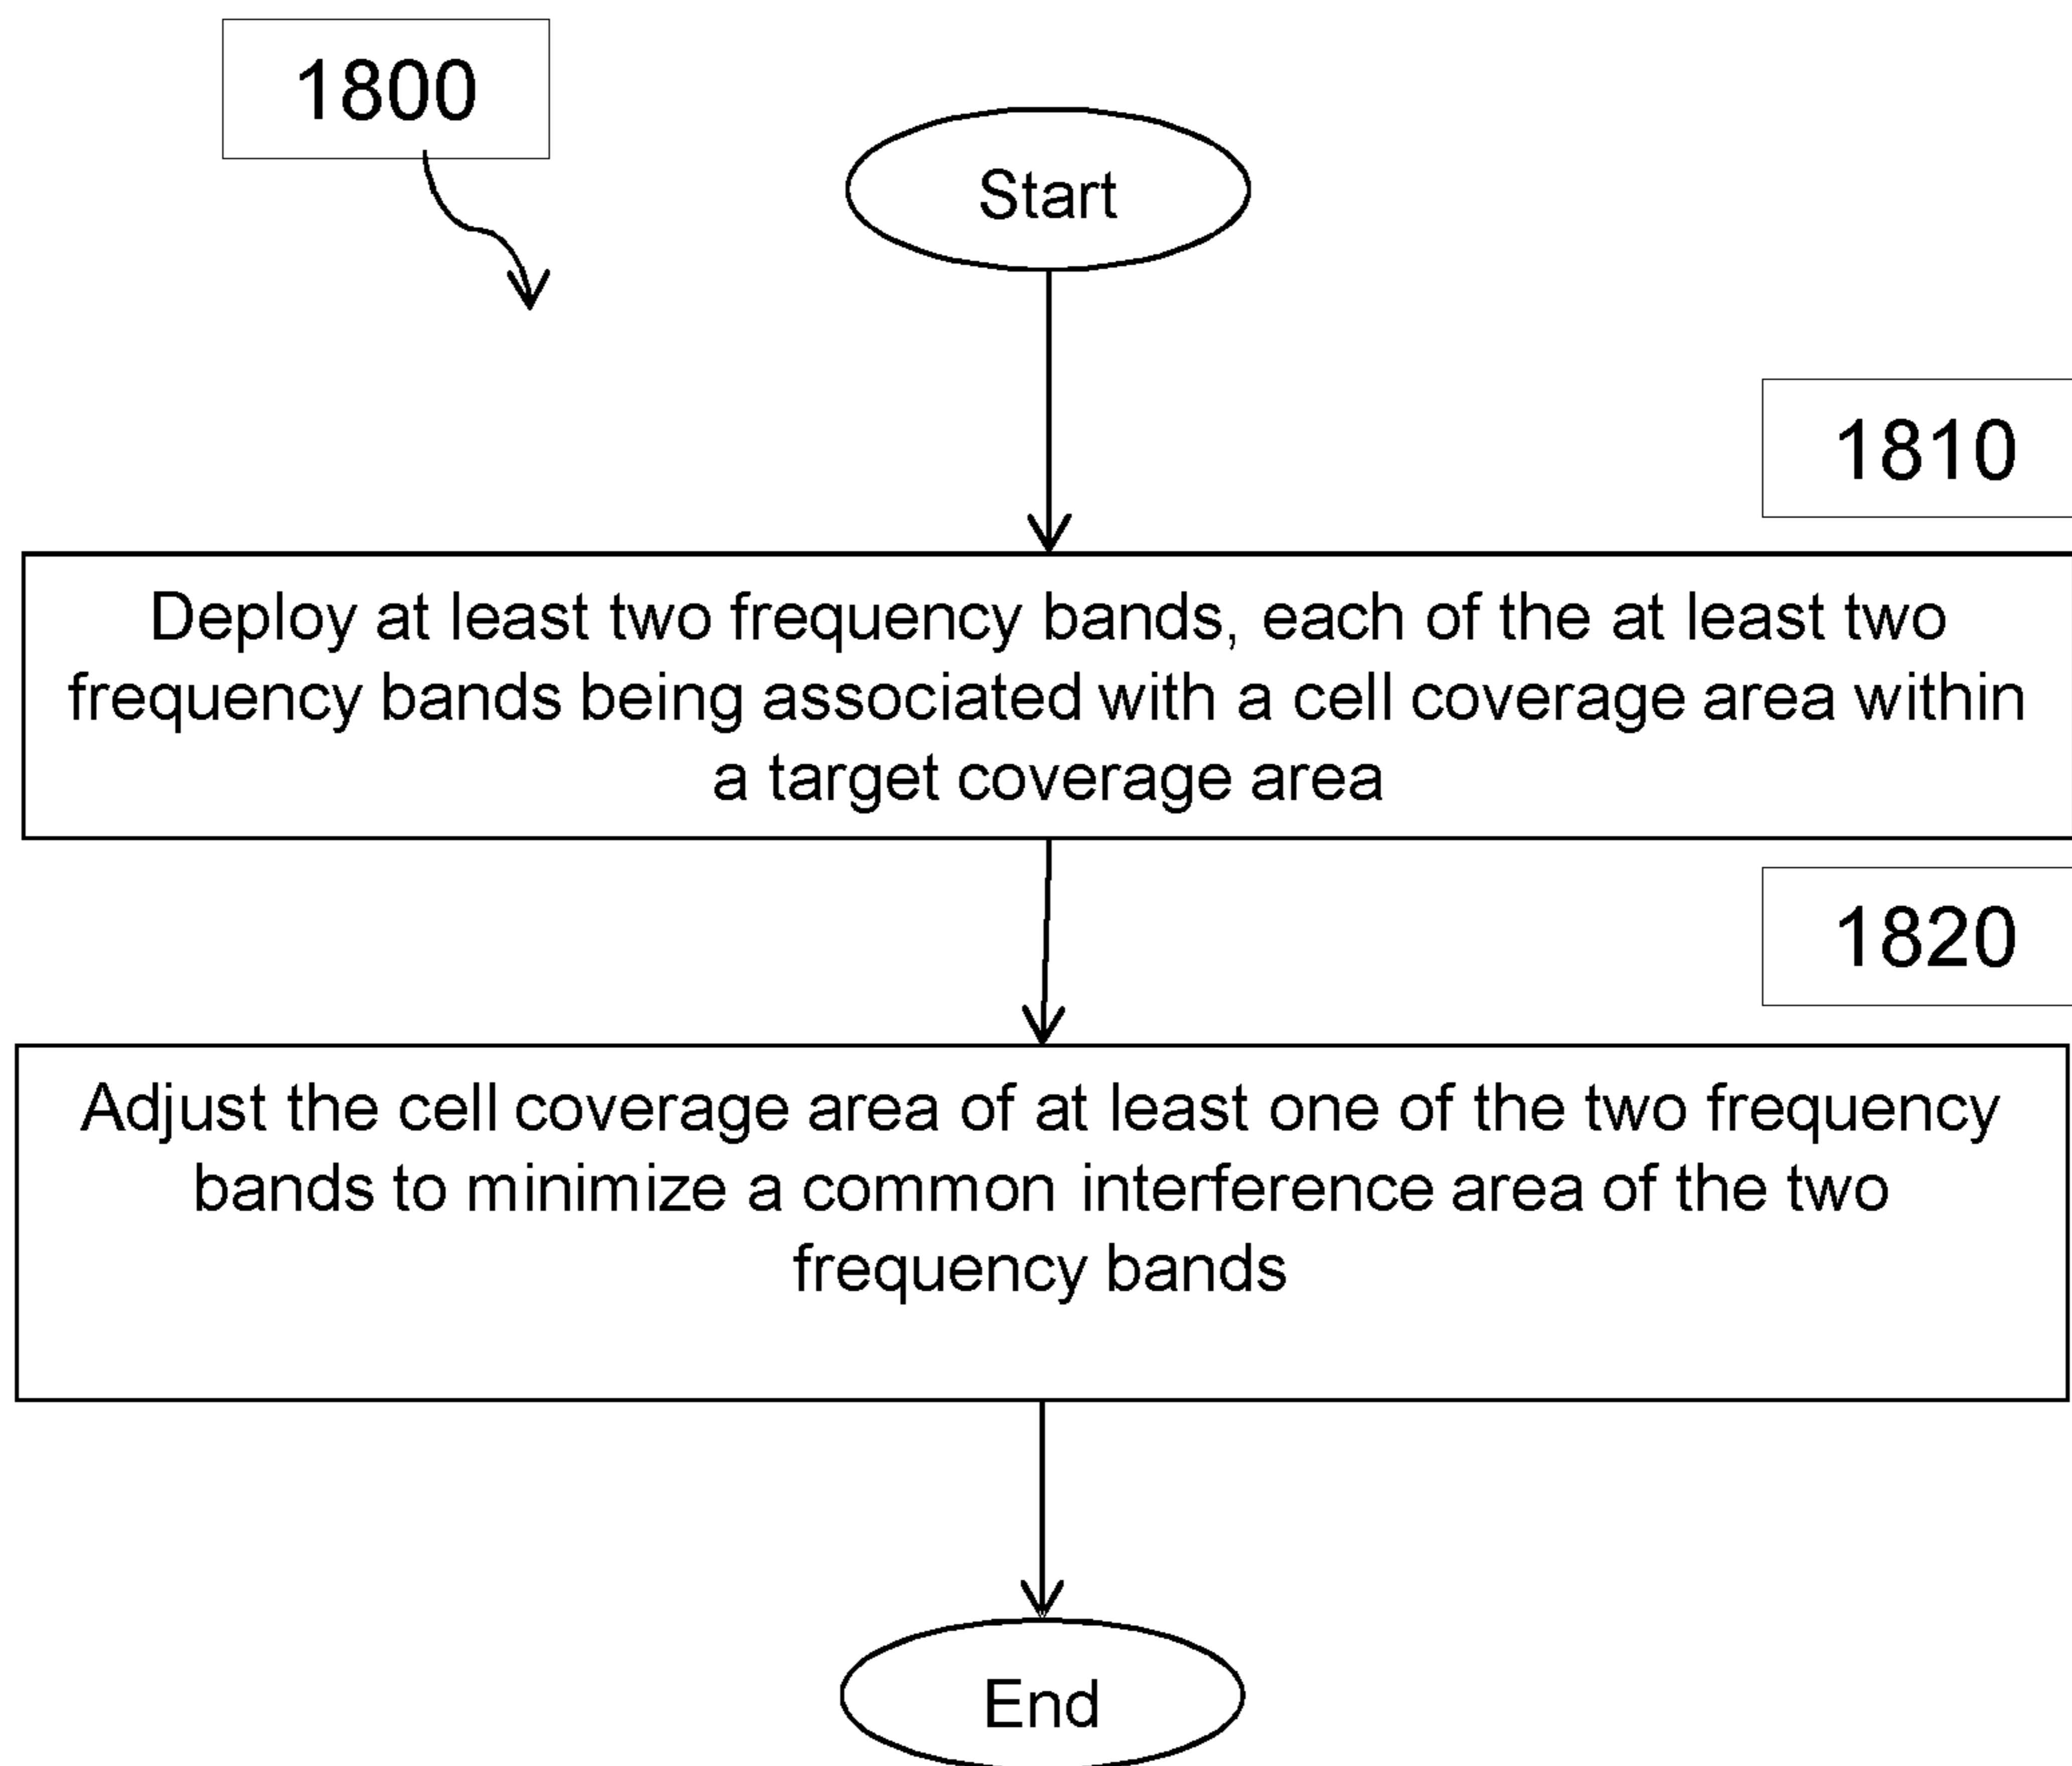 1800
Start
1810
Deploy at least two frequency bands, each of the at least two
frequency bands being associated with a cell coverage area within
a target coverage area
1820
Adjust the cell coverage area of at least one of the two frequency
bands to minimize a common interference area of the two
frequency bands
End